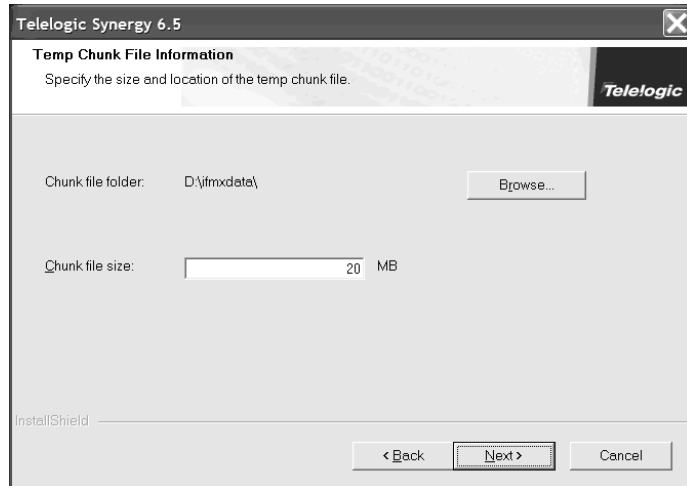 Telelogic Synergy 6.5
Temp Chunk File Information
Specify the size and location of the temp chunk file.
Telelogic
Chunk file folder: D:\ifmxdata\ Browse...
Chunk file size: 20 MB
InstallShield
< Back Next > Cancel